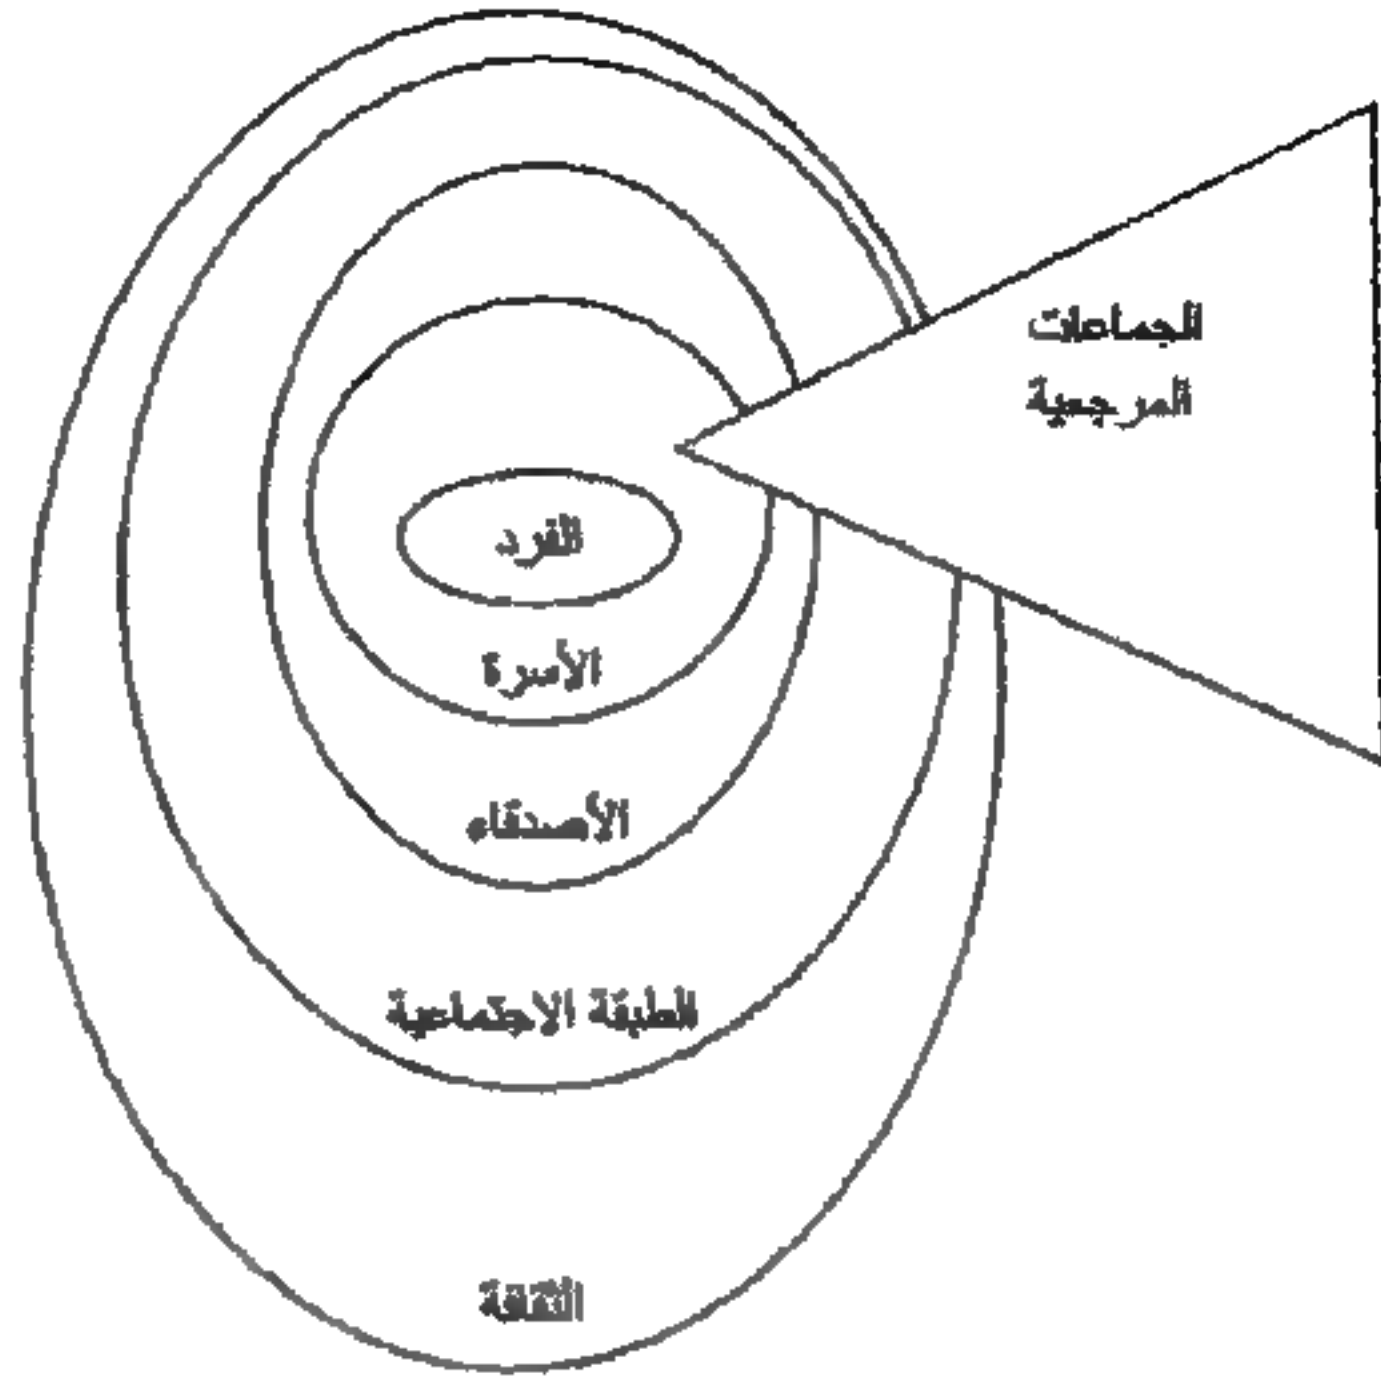 الجماعات
المرجعية
الفرد
الأسرة
الأصدقاء
الطبقة الاجتماعية
الثقافة